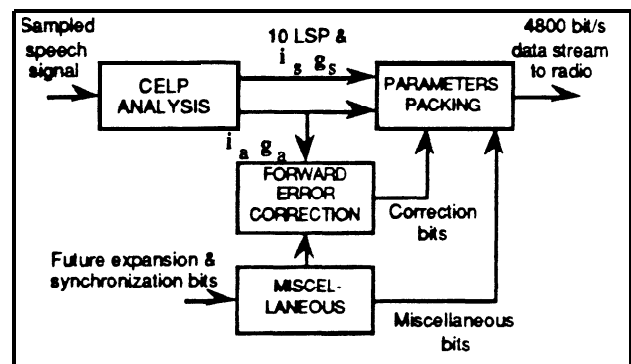 Sampled speech signal
10 LSP &
i s g s
4800 bit/s data stream to radio
CELP ANALYSIS
PARAMETERS PACKING
i a g a
FORWARD ERROR CORRECTION
Correction bits
Future expansion & synchronization bits
MISCEL-LANEOUS
Miscellaneous bits